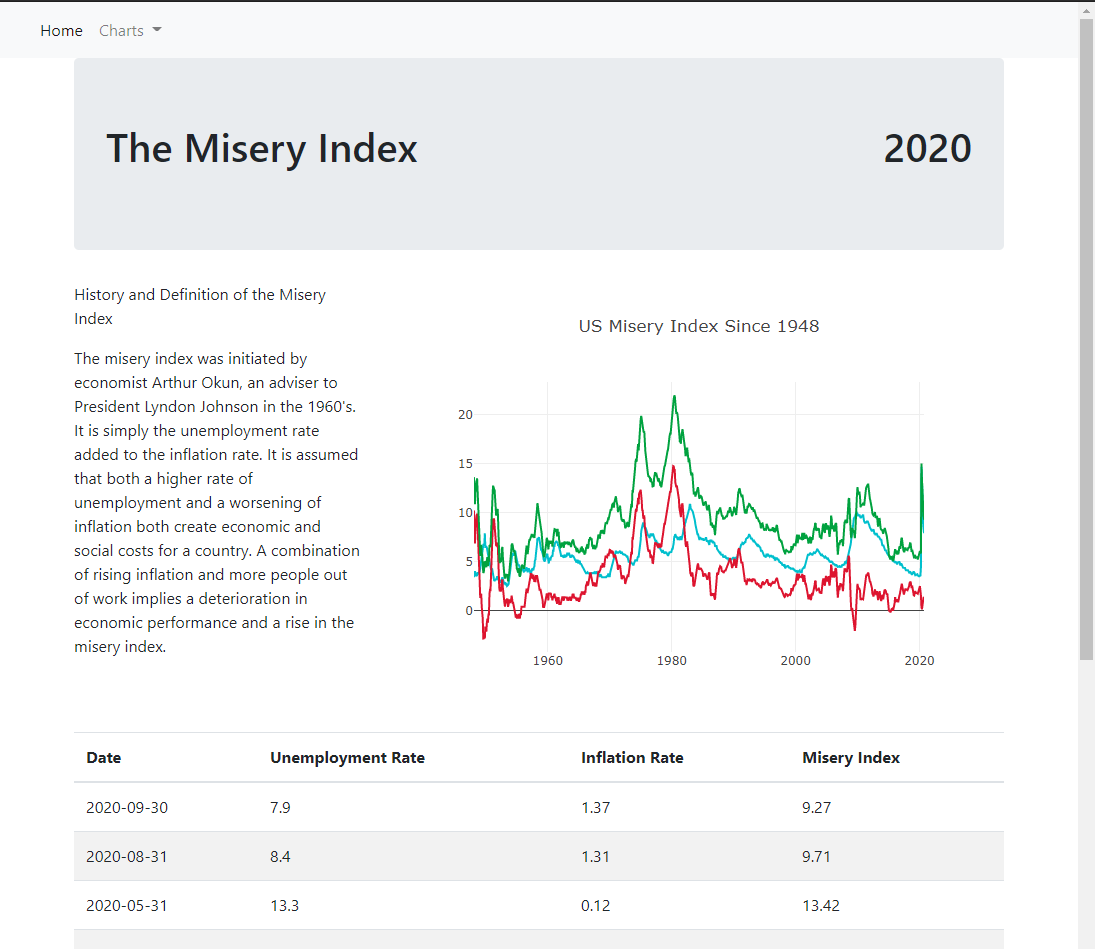 Home Charts
The Misery Index 2020
History and Definition of the Misery
Index
The misery index was initiated by
economist Arthur Okun, an adviser to
President Lyndon Johnson in the 1960's.
It is simply the unemployment rate
added to the inflation rate. It is assumed
that both a higher rate of
unemployment and a worsening of
inflation both create economic and
social costs for a country. A combination
of rising inflation and more people out
of work implies a deterioration in
economic performance and a rise in the
misery index.
US Misery Index Since 1948
20
15
10
5
0
1960 1980 2000 2020
Date Unemployment Rate Inflation Rate Misery Index
2020-09-30 7.9 1.37 9.27
2020-08-31 8.4 1.31 9.71
2020-05-31 13.3 0.12 13.42